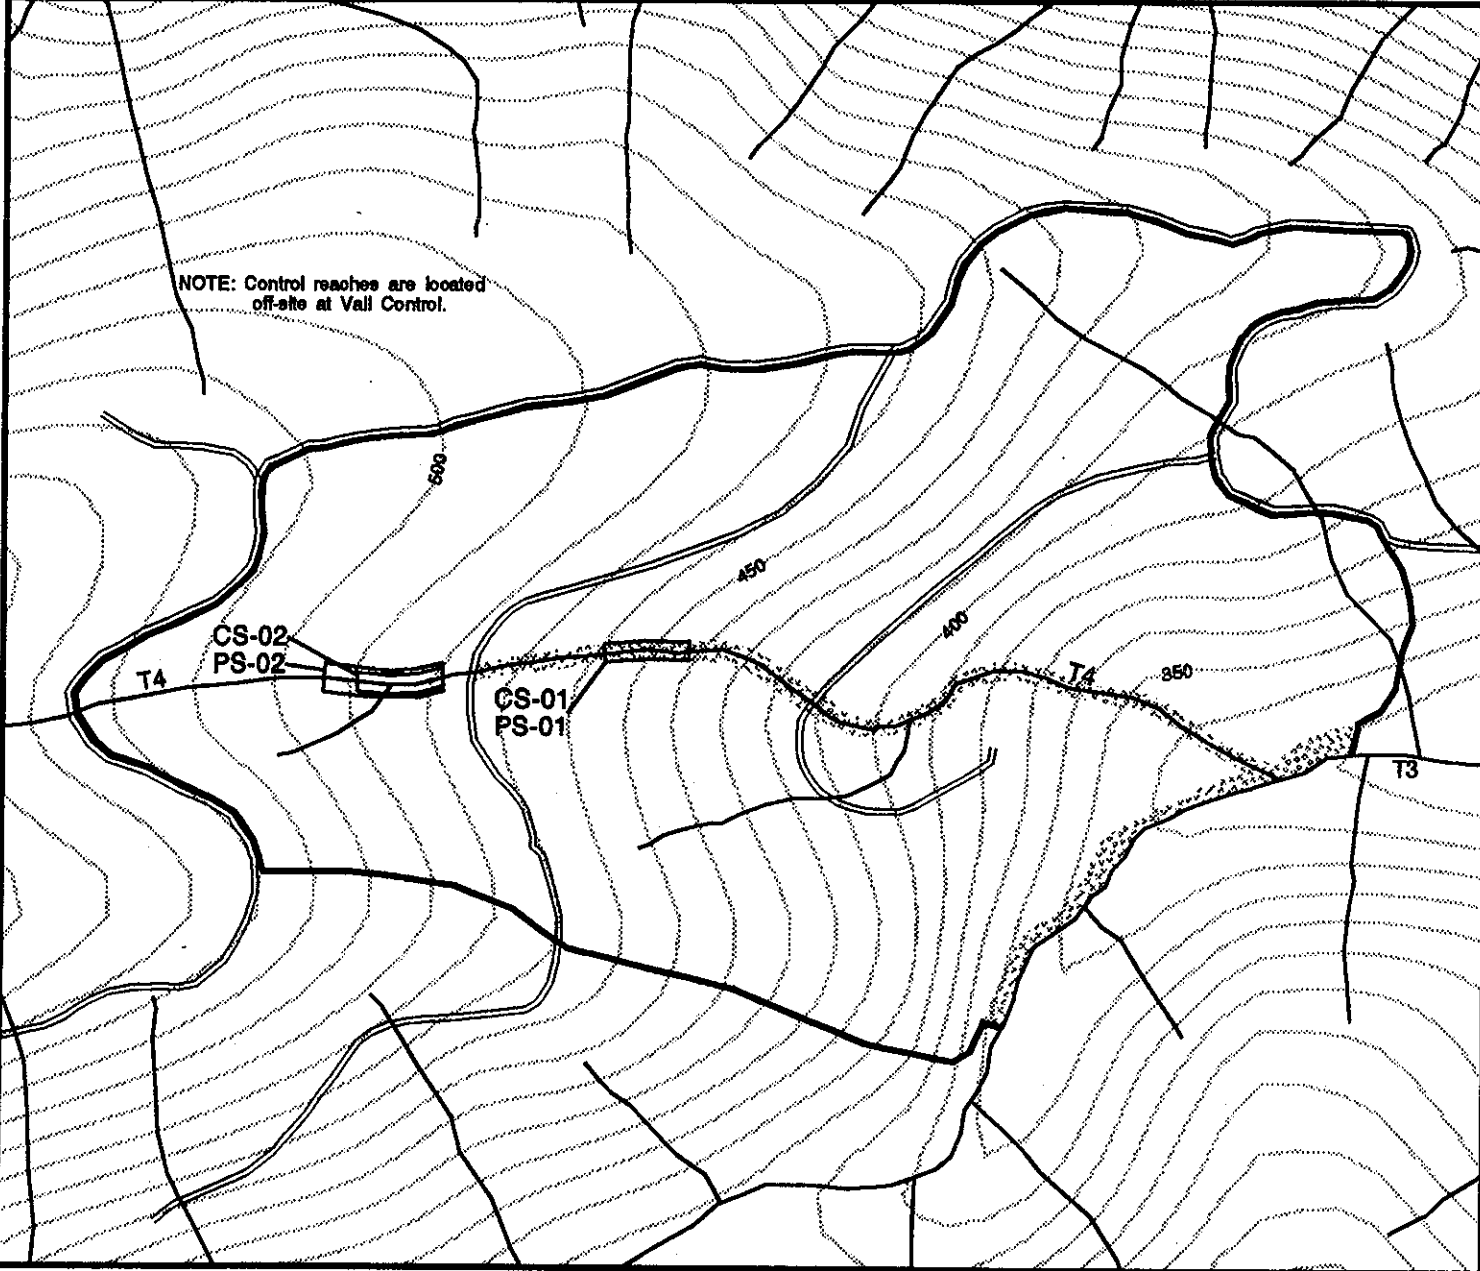 NOTE: Control reaches are located
off-site at Vail Control.
500
450
400
CS-02
PS-02
T4
CS-01
PS-01
T4
350
T3